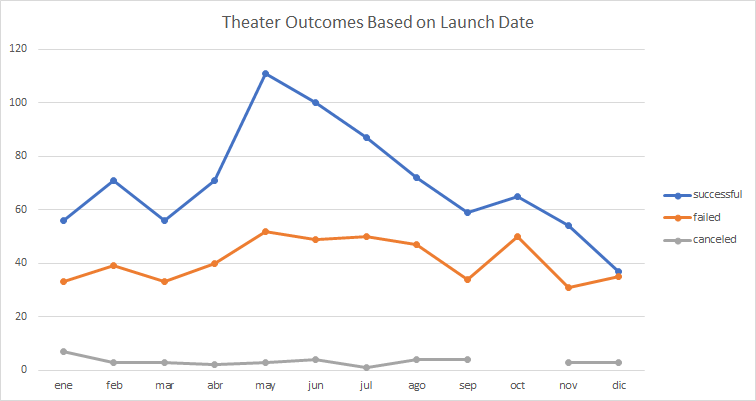 Theater Outcomes Based on Launch Date
120
100
80
60
40
20
0
ene feb mar abr may jun jul ago sep oct nov dic
successful
failed
canceled